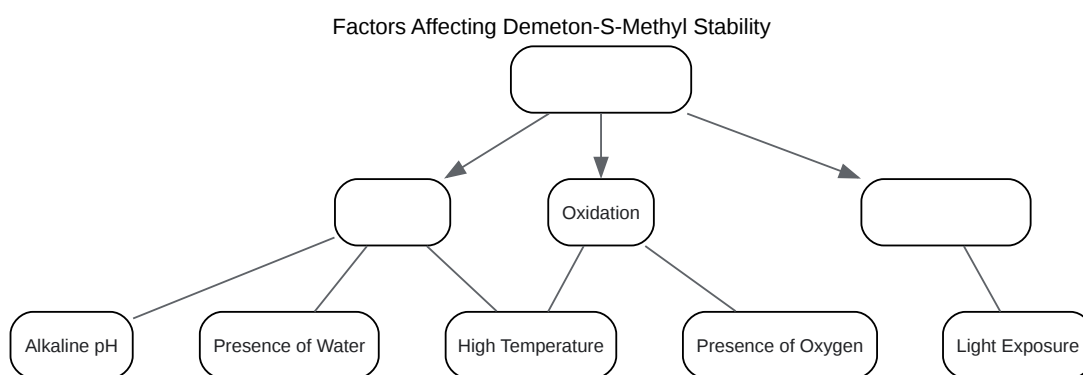 Factors Affecting Demeton-S-Methyl Stability
Oxidation
Alkaline pH
Presence of Water
High Temperature
Presence of Oxygen
Light Exposure